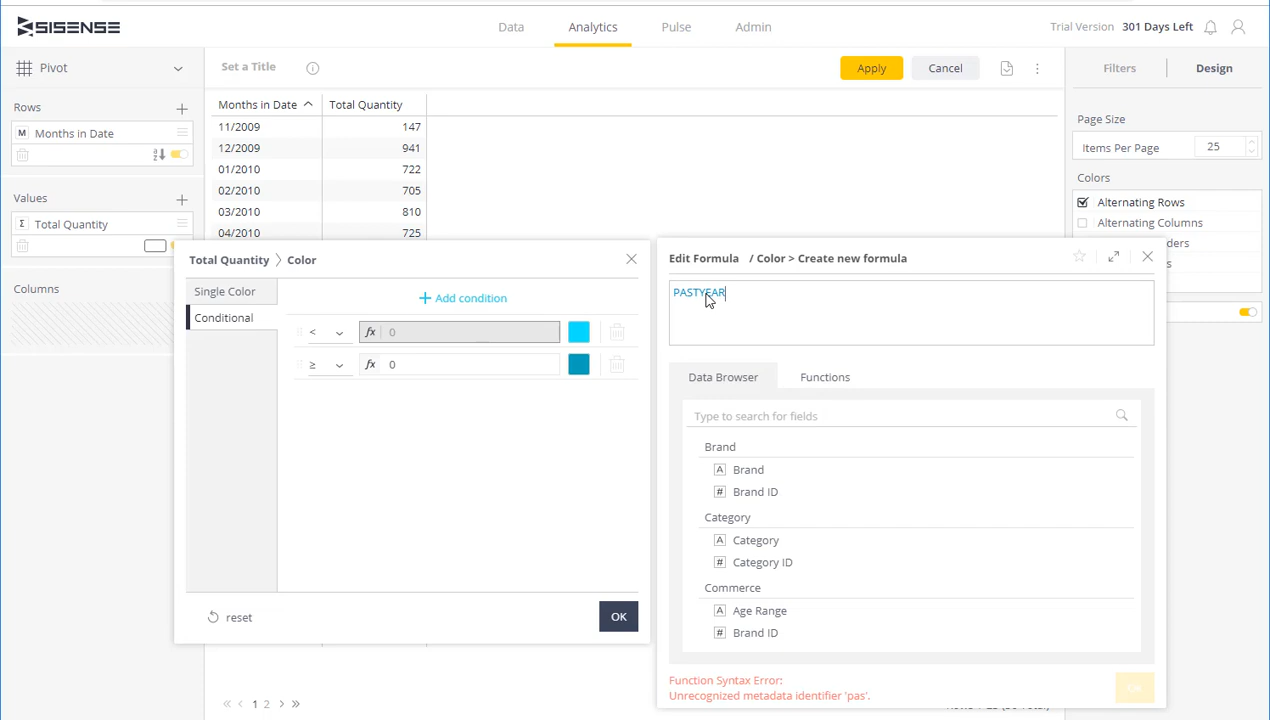 SISENSE
Data
Analytics
Pulse
Admin
Trial Version 301 Days Left
Pivot
Set a Title
Apply
Cancel
Filters
Design
Rows
M Months in Date
Values
Σ Total Quantity
Columns
Months in Date Total Quantity
11/2009 147
12/2009 941
01/2010 722
02/2010 705
03/2010 810
04/2010 725
Page Size
Items Per Page 25
Colors
Alternating Rows
Alternating Columns
Total Quantity > Color
Single Color
Conditional
+ Add condition
< fx 0
≥ fx 0
reset
OK
Edit Formula / Color > Create new formula
PASTYEAR
Data Browser
Functions
Type to search for fields
Brand
A Brand
# Brand ID
Category
A Category
# Category ID
Commerce
A Age Range
# Brand ID
Function Syntax Error:
Unrecognized metadata identifier 'pas'.
« < 1 2 > »